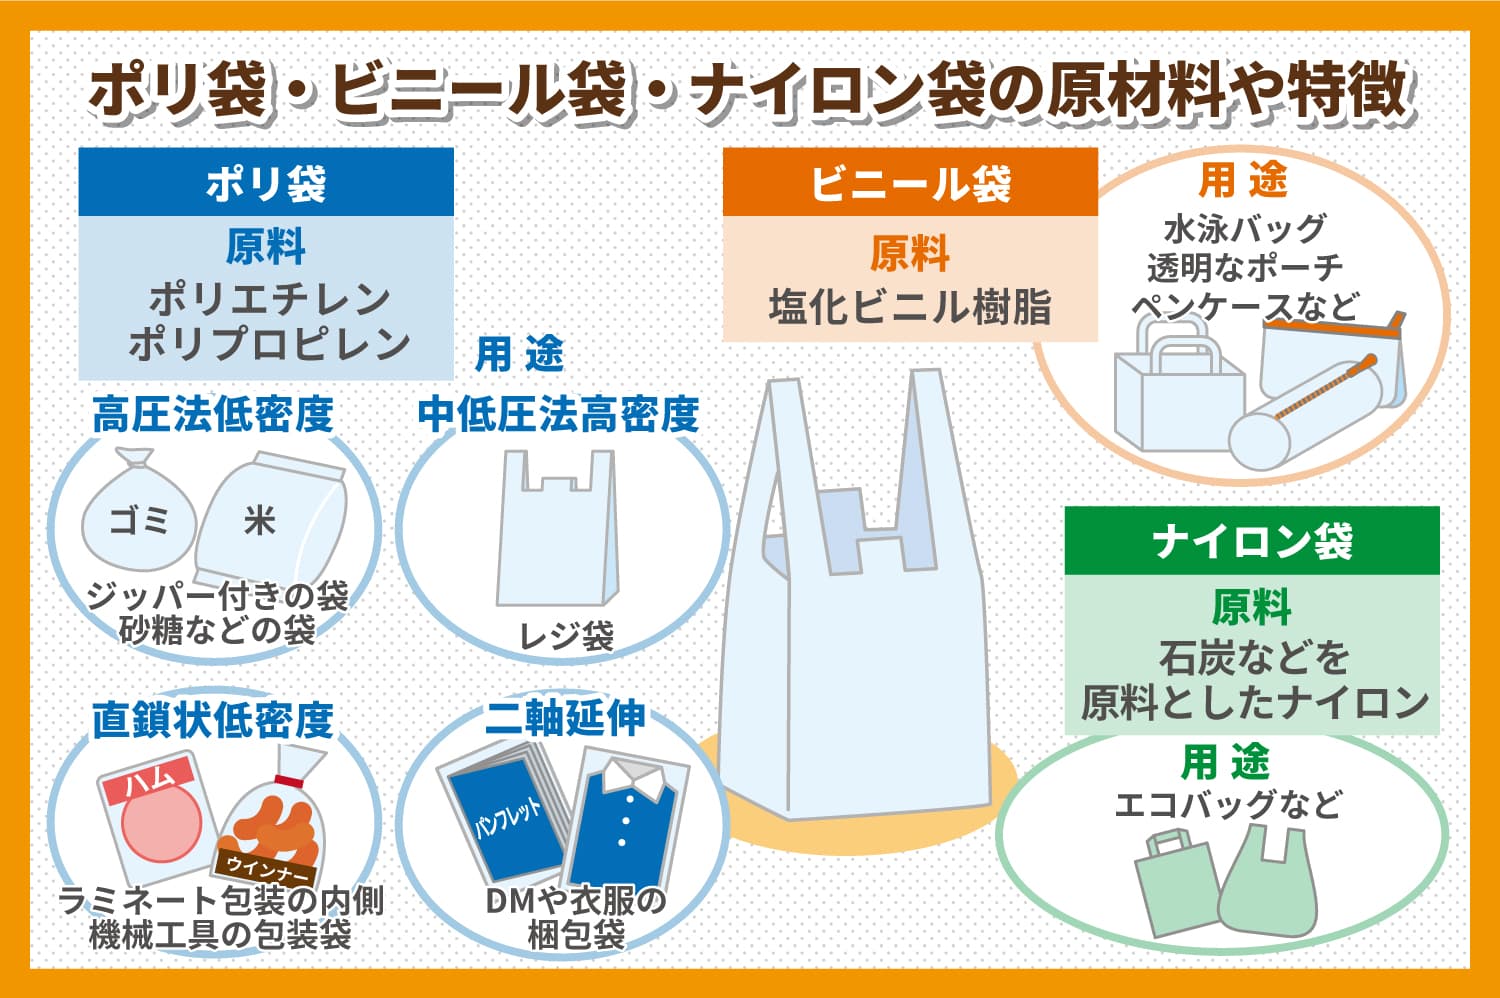 ポリ袋・ビニール袋・ナイロン袋の原材料や特徴
ポリ袋
原料
ポリエチレン
ポリプロピレン
用途
高圧法低密度
ゴミ
米
ジッパー付きの袋
砂糖などの袋
中低圧法高密度
レジ袋
直鎖状低密度
ハム
ウインナー
ラミネート包装の内側
機械工具の包装袋
二軸延伸
パンフレット
DMや衣服の
梱包袋
ビニール袋
原料
塩化ビニル樹脂
用途
水泳バッグ
透明なポーチ
ペンケースなど
ナイロン袋
原料
石炭などを
原料としたナイロン
用途
エコバッグなど